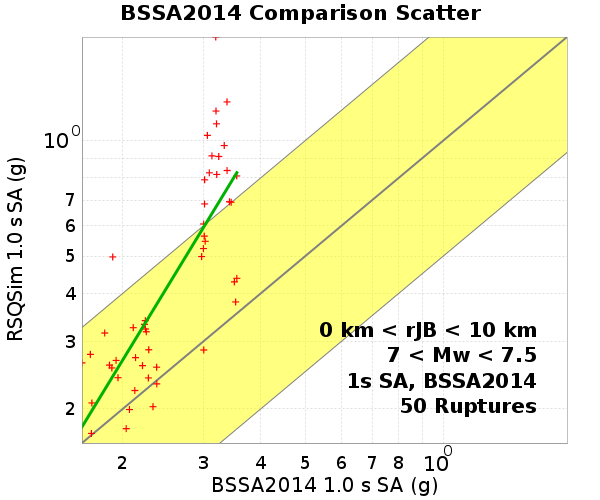 BSSA2014 Comparison Scatter
RSQSim 1.0 s SA (g)
10^0
7
6
5
4
3
2
0 km < rJB < 10 km
7 < Mw < 7.5
1s SA, BSSA2014
50 Ruptures
2 3 4 5 6 7 8 10^0
BSSA2014 1.0 s SA (g)